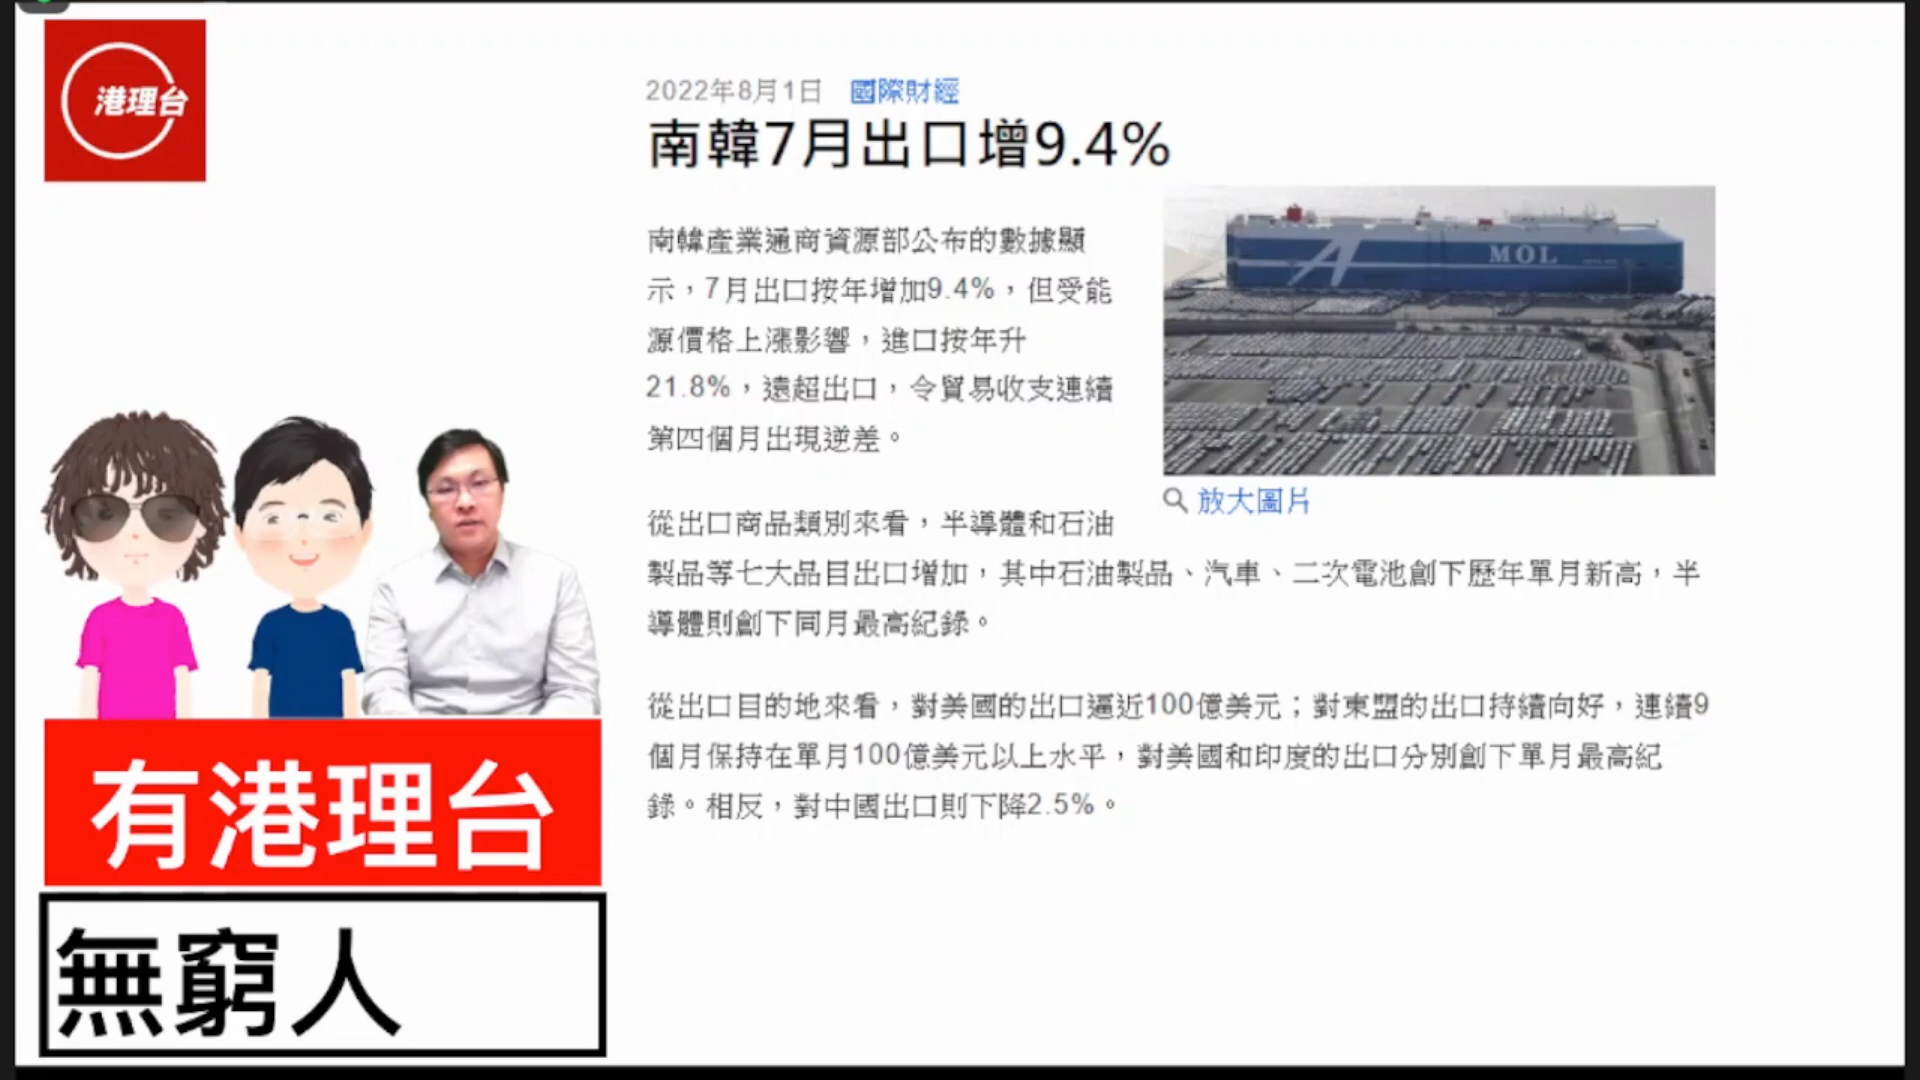 港理台
2022年8月1日 國際財經
南韓7月出口增9.4%
南韓產業通商資源部公布的數據顯
示，7月出口按年增加9.4%，但受能
源價格上漲影響，進口按年升
21.8%，遠超出口，令貿易收支連續
第四個月出現逆差。
MOL
放大圖片
從出口商品類別來看，半導體和石油
製品等七大品目出口增加，其中石油製品、汽車、二次電池創下歷年單月新高，半
導體則創下同月最高紀錄。
從出口目的地來看，對美國的出口逼近100億美元；對東盟的出口持續向好，連續9
個月保持在單月100億美元以上水平，對美國和印度的出口分別創下單月最高紀
錄。相反，對中國出口則下降2.5%。
有港理台
無窮人